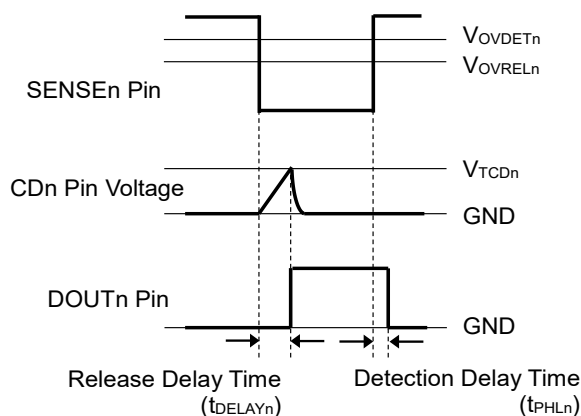 VOVDETn
VOVRELn
SENSEn Pin
VTCDn
CDn Pin Voltage
GND
DOUTn Pin
GND
Release Delay Time
(tDELAYn)
Detection Delay Time
(tPHLn)